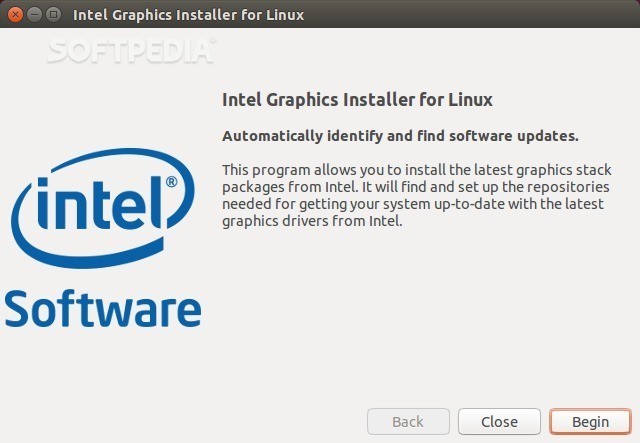 Intel Graphics Installer for Linux
SOFTPEDIA
Intel Graphics Installer for Linux
Automatically identify and find software updates.
This program allows you to install the latest graphics stack
packages from Intel. It will find and set up the repositories
needed for getting your system up-to-date with the latest
graphics drivers from Intel.
intel®
Software
Back
Close
Begin